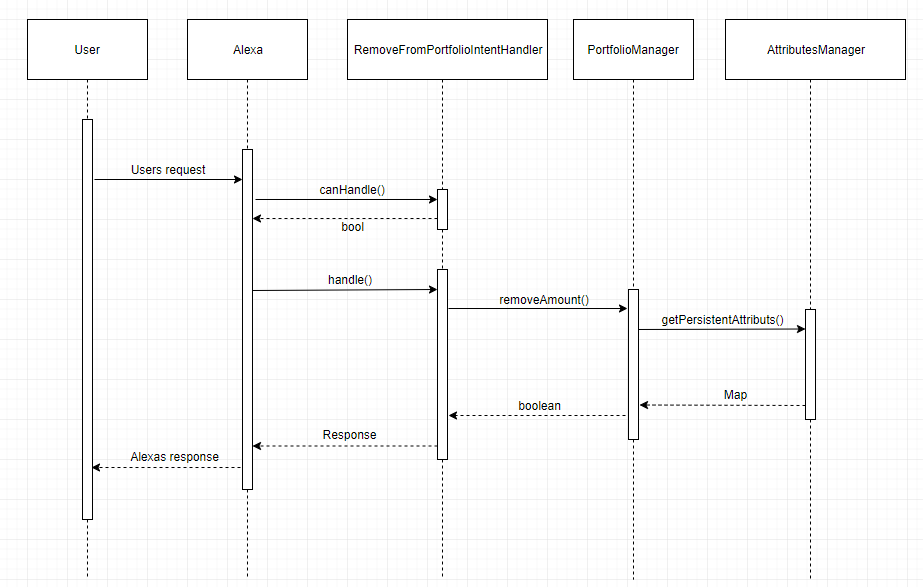 User
Alexa
RemoveFromPortfolioIntentHandler
PortfolioManager
AttributesManager
Users request
canHandle()
bool
handle()
removeAmount()
getPersistentAttributs()
Map
boolean
Response
Alexas response